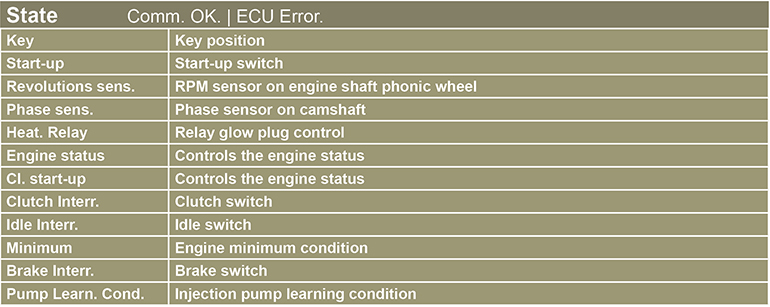 State Comm. OK. | ECU Error.
Key Key position
Start-up Start-up switch
Revolutions sens. RPM sensor on engine shaft phonic wheel
Phase sens. Phase sensor on camshaft
Heat. Relay Relay glow plug control
Engine status Controls the engine status
Cl. start-up Controls the engine status
Clutch Interr. Clutch switch
Idle Interr. Idle switch
Minimum Engine minimum condition
Brake Interr. Brake switch
Pump Learn. Cond. Injection pump learning condition